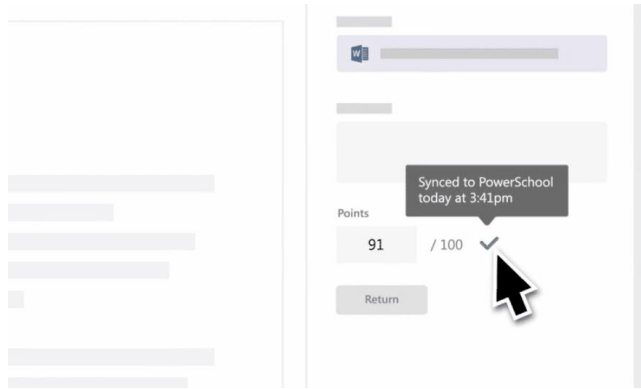 W
Synced to PowerSchool
today at 3:41pm
Points
91 / 100
Return